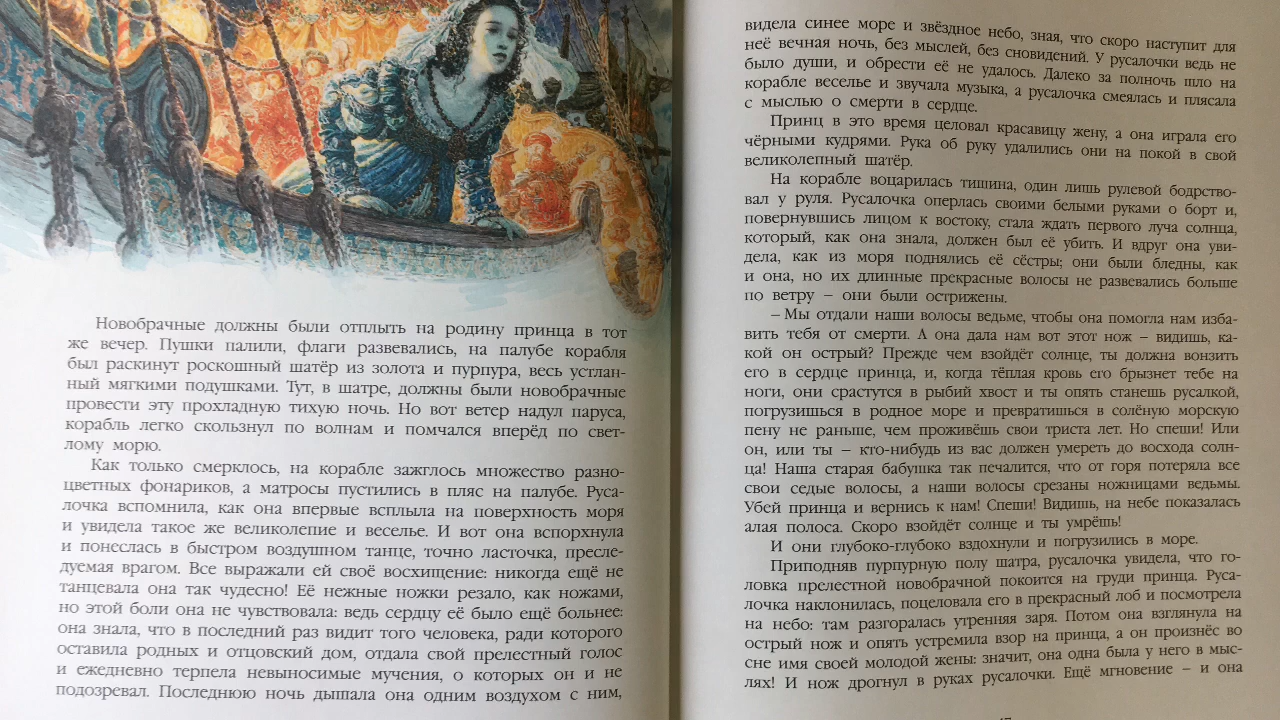 Новобрачные должны были отплыть на родину принца в тот
же вечер. Пушки палили, флаги развевались, на палубе корабля
был раскинут роскошный шатёр из золота и пурпура, весь устлан-
ный мягкими подушками. Тут, в шатре, должны были новобрачные
провести эту прохладную тихую ночь. Но вот ветер надул паруса,
корабль легко скользнул по волнам и помчался вперёд по свет-
лому морю.
Как только смерклось, на корабле зажглось множество разно-
цветных фонариков, а матросы пустились в пляс на палубе. Руса-
лочка вспомнила, как она впервые всплыла на поверхность моря
и увидела такое же великолепие и веселье. И вот она вспорхнула
и понеслась в быстром воздушном танце, точно ласточка, пресле-
дуемая врагом. Все выражали ей своё восхищение: никогда ещё не
танцевала она так чудесно! Её нежные ножки резало, как ножами,
но этой боли она не чувствовала: ведь сердцу её было ещё больнее:
она знала, что в последний раз видит того человека, ради которого
оставила родных и отцовский дом, отдала свой прелестный голос
и ежедневно терпела невыносимые мучения, о которых он и не
подозревал. Последнюю ночь дышала она одним воздухом с ним,
видела синее море и звёздное небо, зная, что скоро наступит для
неё вечная ночь, без мыслей, без сновидений. У русалочки ведь не
было души, и обрести её не удалось. Далеко за полночь шло на
корабле веселье и звучала музыка, а русалочка смеялась и плясала
с мыслью о смерти в сердце.
Принц в это время целовал красавицу жену, а она играла его
чёрными кудрями. Рука об руку удалились они на покой в свой
великолепный шатёр.
На корабле воцарилась тишина, один лишь рулевой бодрство-
вал у руля. Русалочка оперлась своими белыми руками о борт и,
повернувшись лицом к востоку, стала ждать первого луча солнца,
который, как она знала, должен был её убить. И вдруг она уви-
дела, как из моря поднялись её сёстры; они были бледны, как
и она, но их длинные прекрасные волосы не развевались больше
по ветру – они были острижены.
– Мы отдали наши волосы ведьме, чтобы она помогла нам изба-
вить тебя от смерти. А она дала нам вот этот нож – видишь, ка-
кой он острый? Прежде чем взойдёт солнце, ты должна вонзить
его в сердце принца, и, когда тёплая кровь его брызнет тебе на
ноги, они срастутся в рыбий хвост и ты опять станешь русалкой,
погрузишься в родное море и превратишься в солёную морскую
пену не раньше, чем проживёшь свои триста лет. Но спеши! Или
он, или ты – кто-нибудь из вас должен умереть до восхода солн-
ца! Наша старая бабушка так печалится, что от горя потеряла все
свои седые волосы, а наши волосы срезаны ножницами ведьмы.
Убей принца и вернись к нам! Спеши! Видишь, на небе показалась
алая полоса. Скоро взойдёт солнце и ты умрёшь!
И они глубоко-глубоко вздохнули и погрузились в море.
Приподняв пурпурную полу шатра, русалочка увидела, что го-
ловка прелестной новобрачной покоится на груди принца. Руса-
лочка наклонилась, поцеловала его в прекрасный лоб и посмотрела
на небо: там разгоралась утренняя заря. Потом она взглянула на
острый нож и опять устремила взор на принца, а он произнёс во
сне имя своей молодой жены: значит, она одна была у него в мыс-
лях! И нож дрогнул в руках русалочки. Ещё мгновение – и она